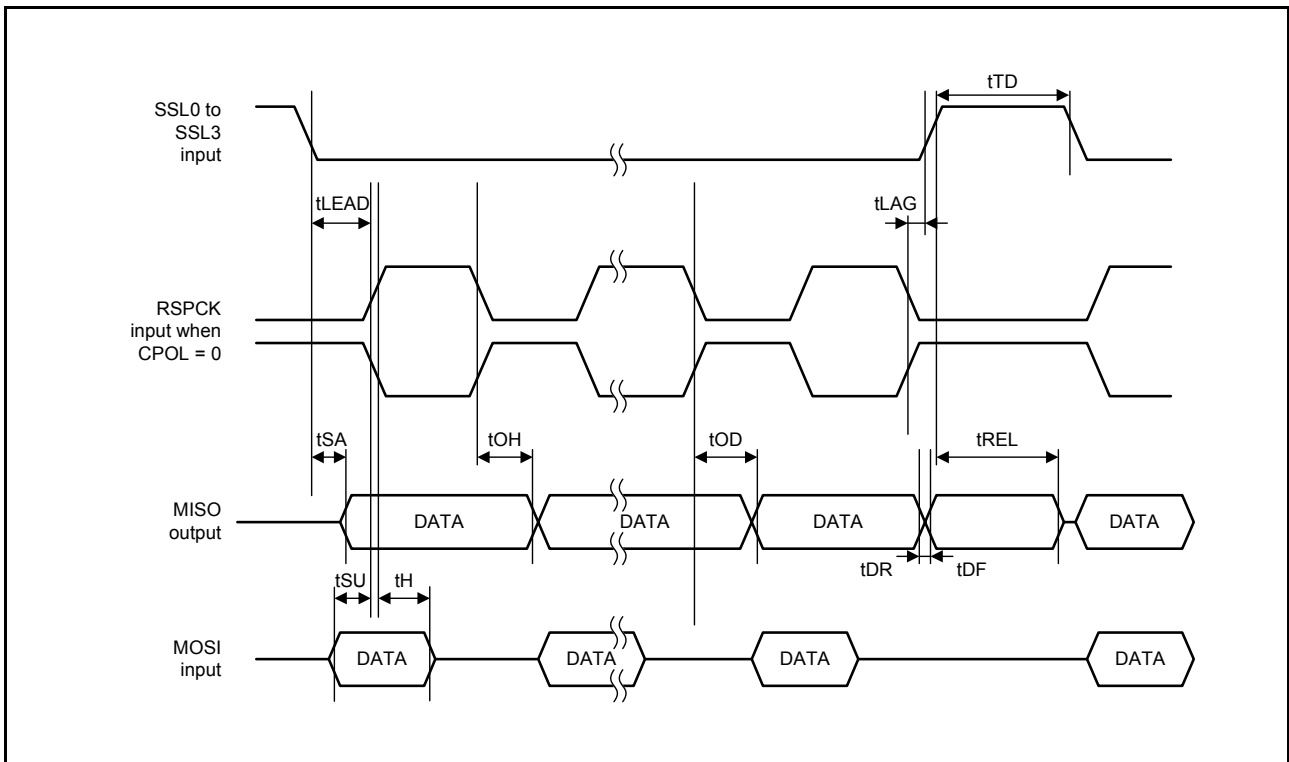 SSL0 to
SSL3
input
tTD
tLEAD
tLAG
RSPCK
input when
CPOL = 0
tSA
tOH
tOD
tREL
MISO
output
DATA
DATA
DATA
DATA
tDR
tDF
tSU
tH
MOSI
input
DATA
DATA
DATA
DATA